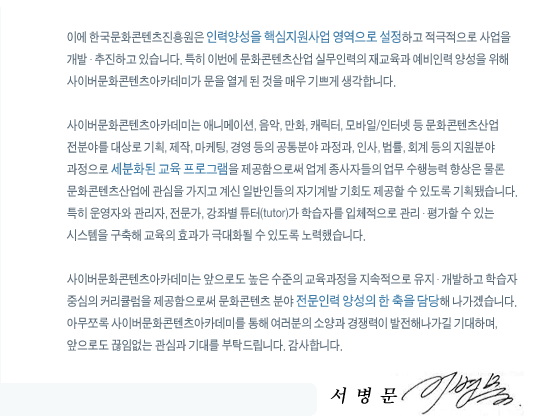 이에 한국문화콘텐츠진흥원은 인력양성을 핵심지원사업 영역으로 설정하고 적극적으로 사업을
개발 · 추진하고 있습니다. 특히 이번에 문화콘텐츠산업 실무인력의 재교육과 예비인력 양성을 위해
사이버문화콘텐츠아카데미가 문을 열게 된 것을 매우 기쁘게 생각합니다.
사이버문화콘텐츠아카데미는 애니메이션, 음악, 만화, 캐릭터, 모바일/인터넷 등 문화콘텐츠산업
전분야를 대상로 기획, 제작, 마케팅, 경영 등의 공통분야 과정과, 인사, 법률, 회계 등의 지원분야
과정으로 세분화된 교육 프로그램을 제공함으로써 업계 종사자들의 업무 수행능력 향상은 물론
문화콘텐츠산업에 관심을 가지고 계신 일반인들의 자기계발 기회도 제공할 수 있도록 기획됐습니다.
특히 운영자와 관리자, 전문가, 강좌별 튜터(tutor)가 학습자를 입체적으로 관리 · 평가할 수 있는
시스템을 구축해 교육의 효과가 극대화될 수 있도록 노력했습니다.
사이버문화콘텐츠아카데미는 앞으로도 높은 수준의 교육과정을 지속적으로 유지 · 개발하고 학습자
중심의 커리큘럼을 제공함으로써 문화콘텐츠 분야 전문인력 양성의 한 축을 담당해 나가겠습니다.
아무쪼록 사이버문화콘텐츠아카데미를 통해 여러분의 소양과 경쟁력이 발전해나가길 기대하며,
앞으로도 끊임없는 관심과 기대를 부탁드립니다. 감사합니다.
서 병 문